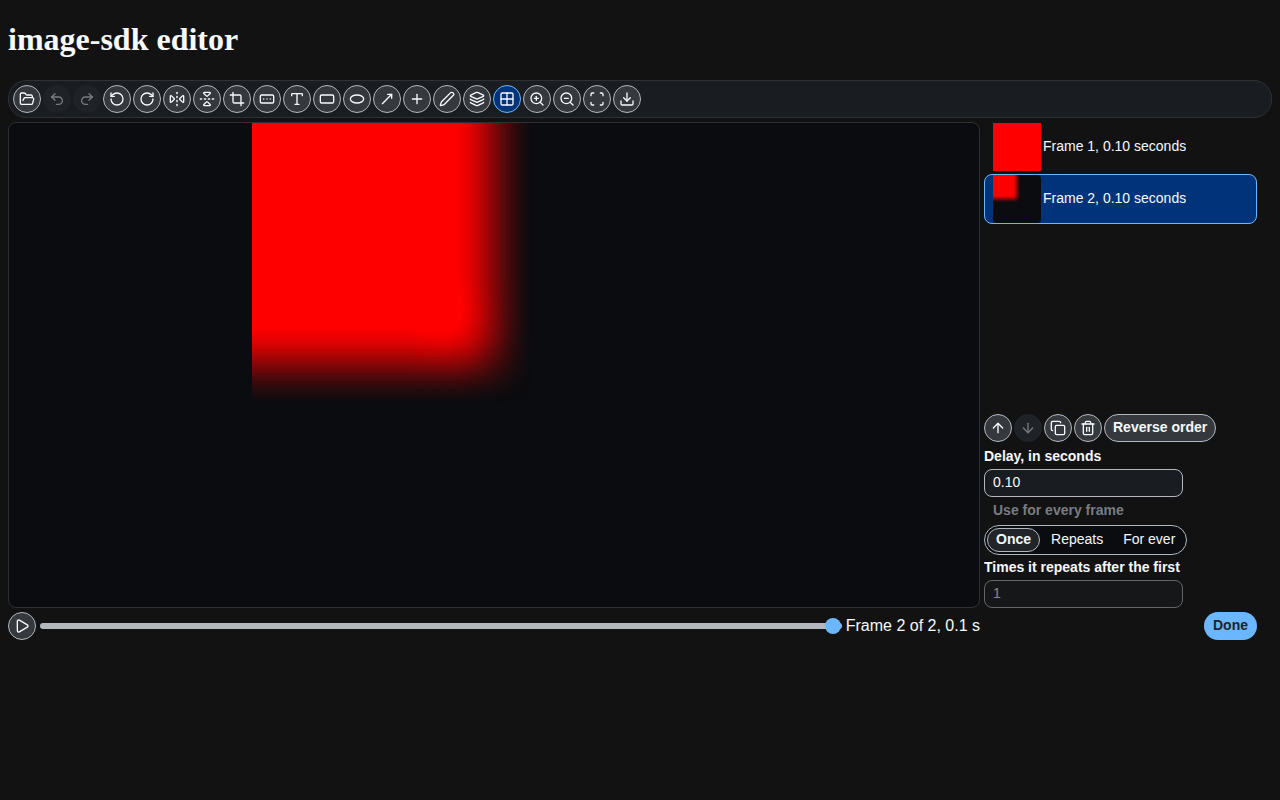 image-sdk editor
Frame 1, 0.10 seconds
Frame 2, 0.10 seconds
Reverse order
Delay, in seconds
0.10
Use for every frame
Once Repeats For ever
Times it repeats after the first
1
Frame 2 of 2, 0.1 s
Done